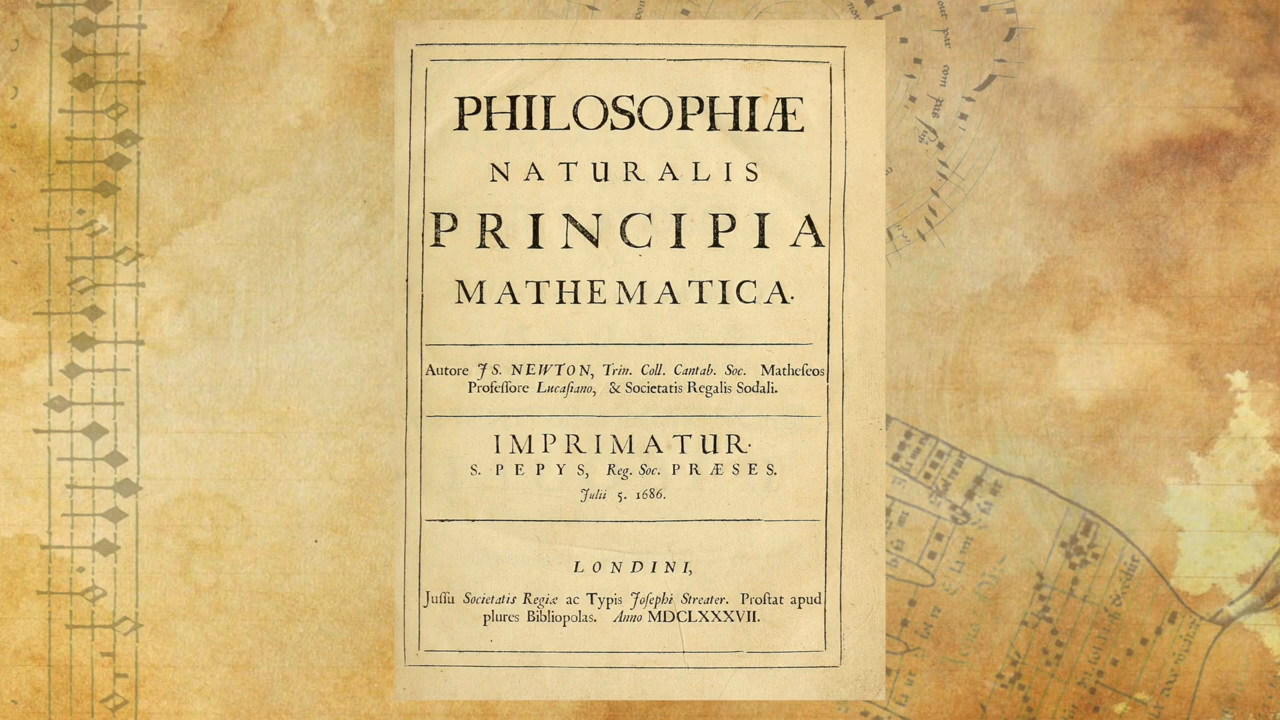 PHILOSOPHIÆ
NATURALIS
PRINCIPIA
MATHEMATICA.
Autore JS. NEWTON, Trin. Coll. Cantab. Soc. Matheſeos
Profeſſore Lucaſiano, & Societatis Regalis Sodali.
IMPRIMATUR.
S. PEPYS, Reg. Soc. PRÆSES.
Julii 5. 1686.
LONDINI,
Juſſu Societatis Regiæ ac Typis Joſephi Streater. Proſtat apud
plures Bibliopolas. Anno MDCLXXXVII.